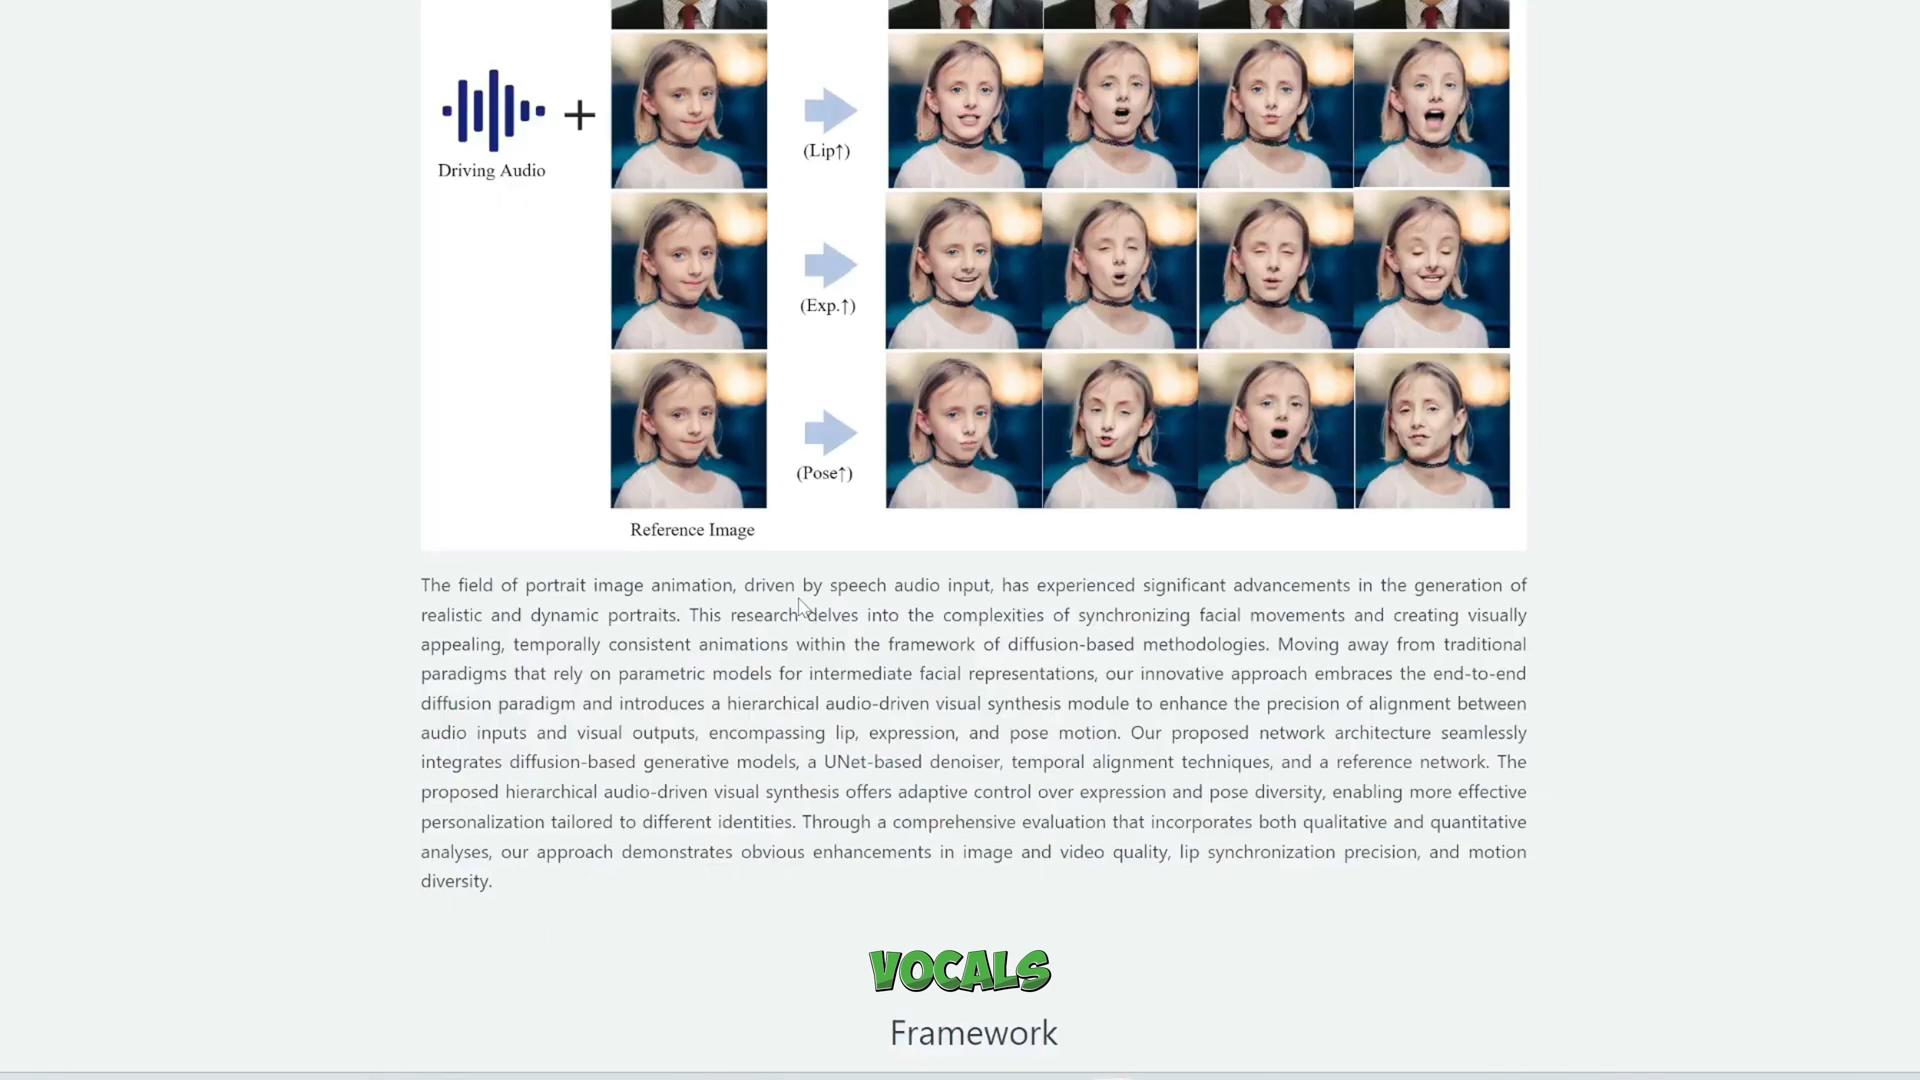 (Lip↑)
Driving Audio
(Exp.↑)
(Pose↑)
Reference Image
The field of portrait image animation, driven by speech audio input, has experienced significant advancements in the generation of
realistic and dynamic portraits. This research delves into the complexities of synchronizing facial movements and creating visually
appealing, temporally consistent animations within the framework of diffusion-based methodologies. Moving away from traditional
paradigms that rely on parametric models for intermediate facial representations, our innovative approach embraces the end-to-end
diffusion paradigm and introduces a hierarchical audio-driven visual synthesis module to enhance the precision of alignment between
audio inputs and visual outputs, encompassing lip, expression, and pose motion. Our proposed network architecture seamlessly
integrates diffusion-based generative models, a UNet-based denoiser, temporal alignment techniques, and a reference network. The
proposed hierarchical audio-driven visual synthesis offers adaptive control over expression and pose diversity, enabling more effective
personalization tailored to different identities. Through a comprehensive evaluation that incorporates both qualitative and quantitative
analyses, our approach demonstrates obvious enhancements in image and video quality, lip synchronization precision, and motion
diversity.
VOCALS
Framework